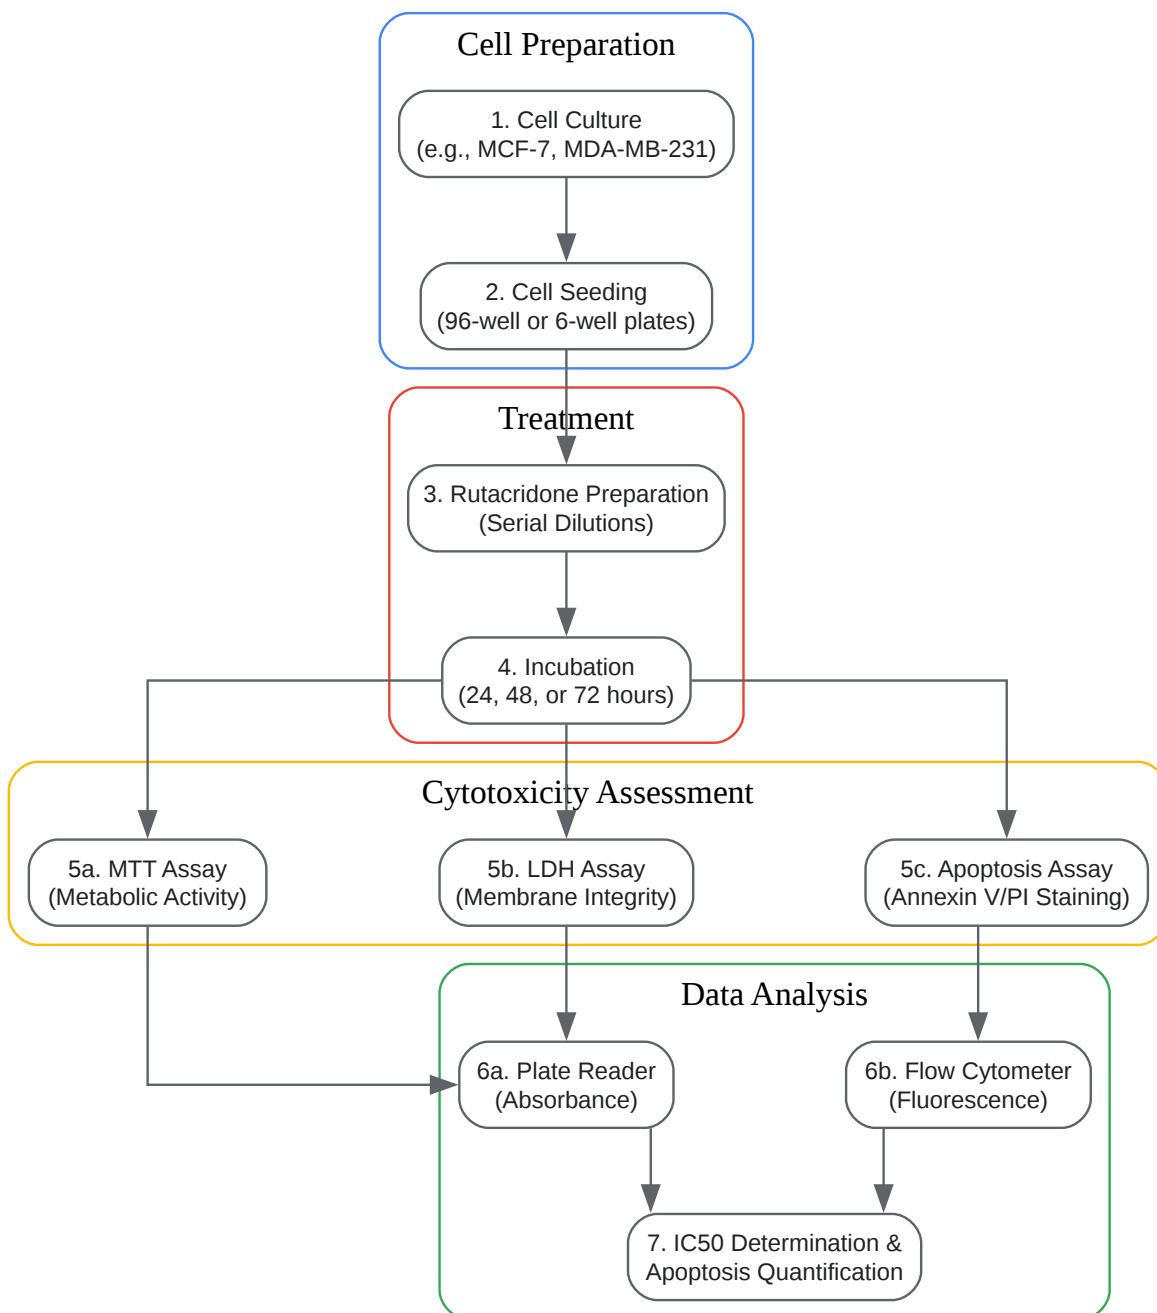 Cell Preparation
1. Cell Culture
(e.g., MCF-7, MDA-MB-231)
2. Cell Seeding
(96-well or 6-well plates)
Treatment
3. Rutacridone Preparation
(Serial Dilutions)
4. Incubation
(24, 48, or 72 hours)
Cytotoxicity Assessment
5a. MTT Assay
(Metabolic Activity)
5b. LDH Assay
(Membrane Integrity)
5c. Apoptosis Assay
(Annexin V/PI Staining)
Data Analysis
6a. Plate Reader
(Absorbance)
6b. Flow Cytometer
(Fluorescence)
7. IC50 Determination &
Apoptosis Quantification